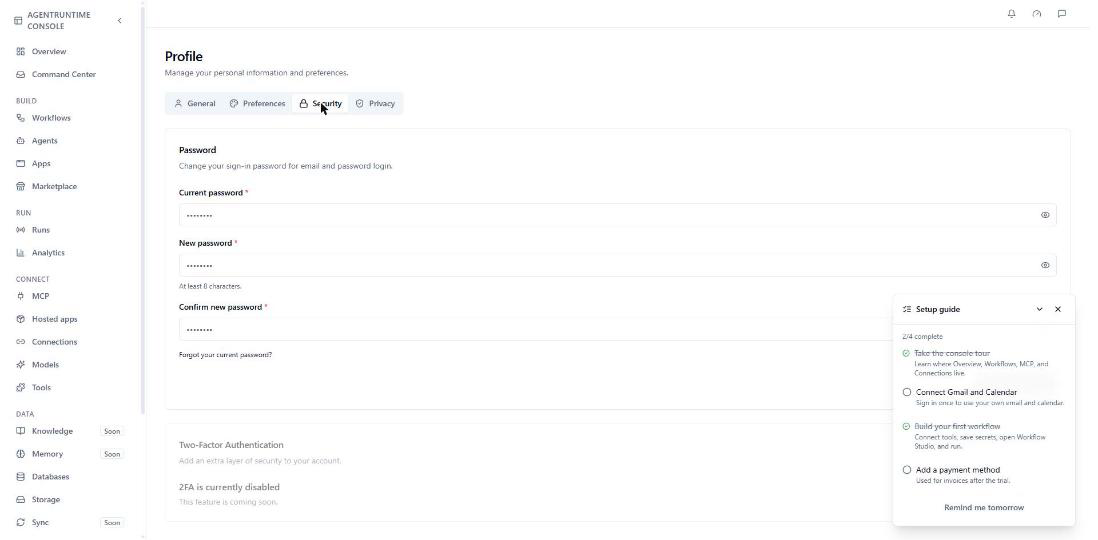 AGENTRUNTIME
CONSOLE
Overview
Command Center
BUILD
Workflows
Agents
Apps
Marketplace
RUN
Runs
Analytics
CONNECT
MCP
Hosted apps
Connections
Models
Tools
DATA
Knowledge Soon
Memory Soon
Databases
Storage
Sync Soon
Profile
Manage your personal information and preferences.
General Preferences Security Privacy
Password
Change your sign-in password for email and password login.
Current password *
••••••••
New password *
••••••••
At least 8 characters.
Confirm new password *
••••••••
Forgot your current password?
Two-Factor Authentication
Add an extra layer of security to your account.
2FA is currently disabled
This feature is coming soon.
Setup guide
2/4 complete
Take the console tour
Learn where Overview, Workflows, MCP, and
Connections live.
Connect Gmail and Calendar
Sign in once to use your own email and calendar.
Build your first workflow
Connect tools, save secrets, open Workflow
Studio, and run.
Add a payment method
Used for invoices after the trial.
Remind me tomorrow